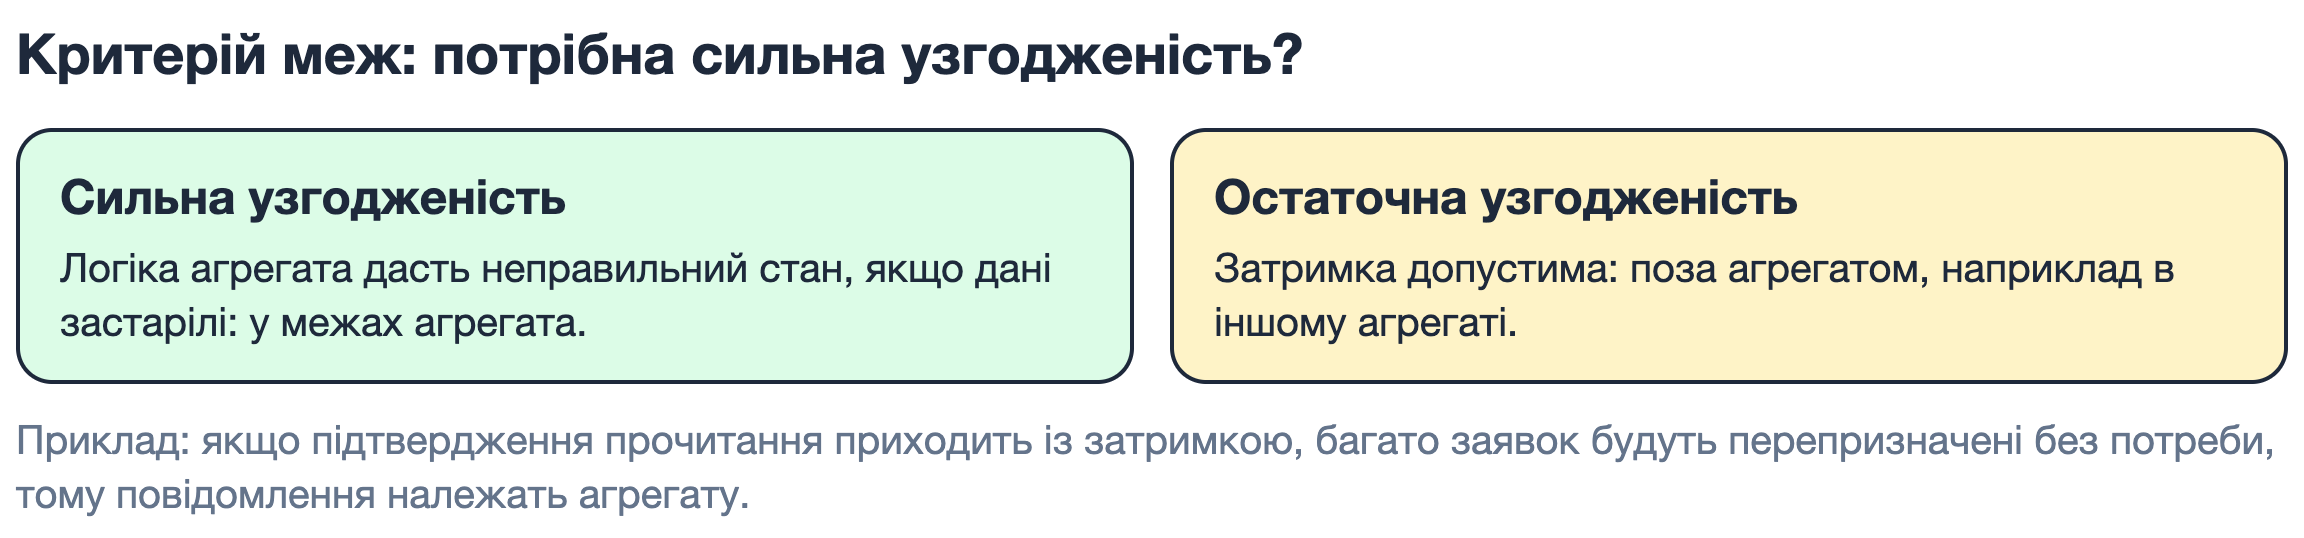 Критерій меж: потрібна сильна узгодженість?
Сильна узгодженість
Логіка агрегата дасть неправильний стан, якщо дані
застарілі: у межах агрегата.
Остаточна узгодженість
Затримка допустима: поза агрегатом, наприклад в
іншому агрегаті.
Приклад: якщо підтвердження прочитання приходить із затримкою, багато заявок будуть перепризначені без потреби,
тому повідомлення належать агрегату.